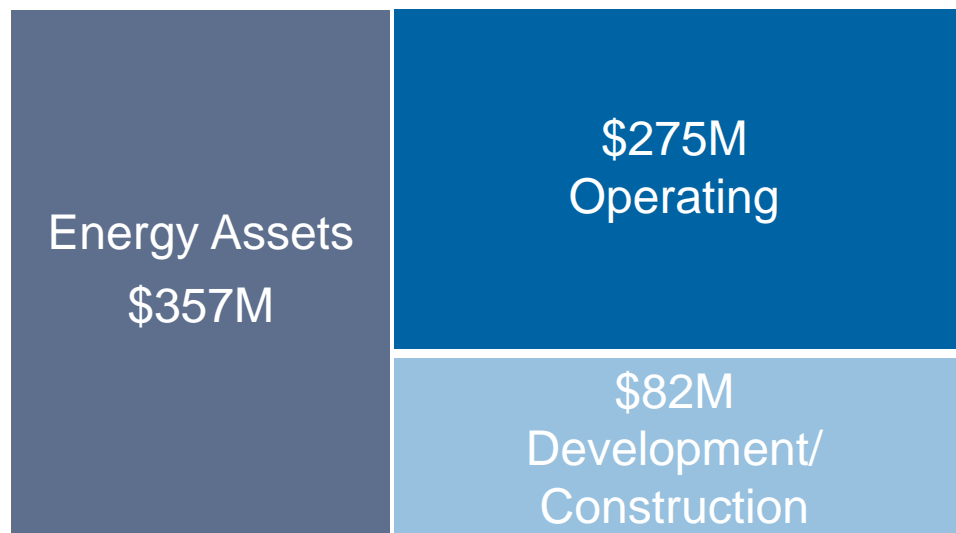 Energy Assets
$357M
$275M
Operating
$82M
Development/
Construction